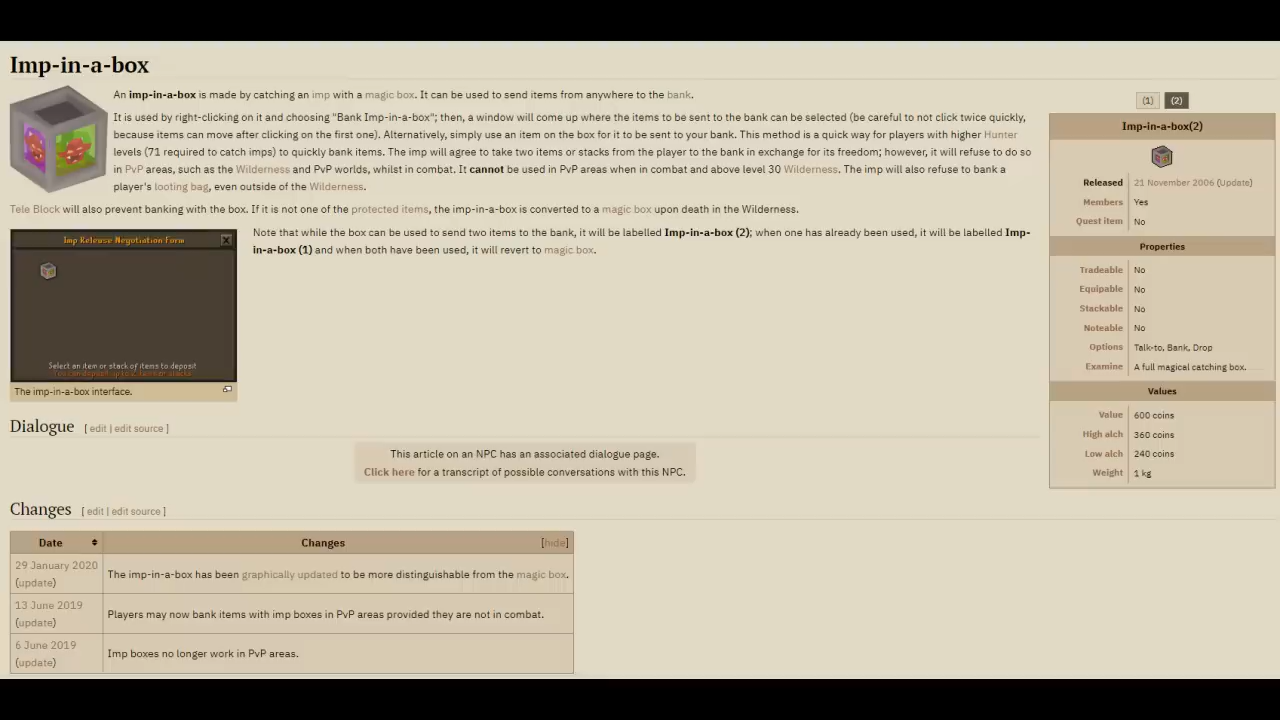 Imp-in-a-box
An imp-in-a-box is made by catching an imp with a magic box. It can be used to send items from anywhere to the bank.
It is used by right-clicking on it and choosing "Bank Imp-in-a-box"; then, a window will come up where the items to be sent to the bank can be selected (be careful to not click twice quickly,
because items can move after clicking on the first one). Alternatively, simply use an item on the box for it to be sent to your bank. This method is a quick way for players with higher Hunter
levels (71 required to catch imps) to quickly bank items. The imp will agree to take two items or stacks from the player to the bank in exchange for its freedom; however, it will refuse to do so
in PvP areas, such as the Wilderness and PvP worlds, whilst in combat. It cannot be used in PvP areas when in combat and above level 30 Wilderness. The imp will also refuse to bank a
player's looting bag, even outside of the Wilderness.
Tele Block will also prevent banking with the box. If it is not one of the protected items, the imp-in-a-box is converted to a magic box upon death in the Wilderness.
Imp Release Negotiation Form
Select an item or stack of items to deposit
The imp-in-a-box interface.
Note that while the box can be used to send two items to the bank, it will be labelled Imp-in-a-box (2); when one has already been used, it will be labelled Imp-
in-a-box (1) and when both have been used, it will revert to magic box.
Dialogue [ edit | edit source ]
This article on an NPC has an associated dialogue page.
Click here for a transcript of possible conversations with this NPC.
Changes [ edit | edit source ]
Date Changes [hide]
29 January 2020
(update)
The imp-in-a-box has been graphically updated to be more distinguishable from the magic box.
13 June 2019
(update)
Players may now bank items with imp boxes in PvP areas provided they are not in combat.
6 June 2019
(update)
Imp boxes no longer work in PvP areas.
(1) (2)
Imp-in-a-box(2)
Released 21 November 2006 (Update)
Members Yes
Quest item No
Properties
Tradeable No
Equipable No
Stackable No
Noteable No
Options Talk-to, Bank, Drop
Examine A full magical catching box.
Values
Value 600 coins
High alch 360 coins
Low alch 240 coins
Weight 1 kg